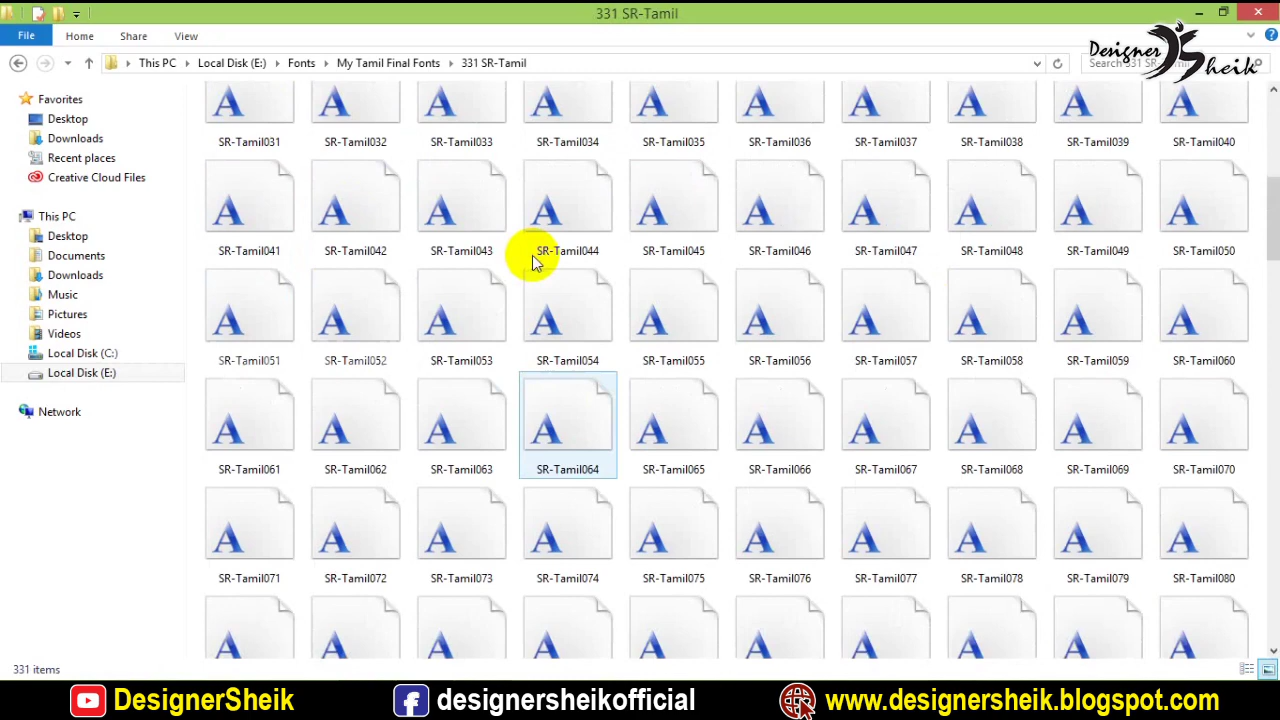 331 SR-Tamil
File Home Share View
This PC Local Disk (E:) Fonts My Tamil Final Fonts 331 SR-Tamil
Search 331 SR-
Designer Sheik
Favorites
Desktop
Downloads
Recent places
Creative Cloud Files
This PC
Desktop
Documents
Downloads
Music
Pictures
Videos
Local Disk (C:)
Local Disk (E:)
Network
SR-Tamil031 SR-Tamil032 SR-Tamil033 SR-Tamil034 SR-Tamil035 SR-Tamil036 SR-Tamil037 SR-Tamil038 SR-Tamil039 SR-Tamil040
SR-Tamil041 SR-Tamil042 SR-Tamil043 SR-Tamil044 SR-Tamil045 SR-Tamil046 SR-Tamil047 SR-Tamil048 SR-Tamil049 SR-Tamil050
SR-Tamil051 SR-Tamil052 SR-Tamil053 SR-Tamil054 SR-Tamil055 SR-Tamil056 SR-Tamil057 SR-Tamil058 SR-Tamil059 SR-Tamil060
SR-Tamil061 SR-Tamil062 SR-Tamil063 SR-Tamil064 SR-Tamil065 SR-Tamil066 SR-Tamil067 SR-Tamil068 SR-Tamil069 SR-Tamil070
SR-Tamil071 SR-Tamil072 SR-Tamil073 SR-Tamil074 SR-Tamil075 SR-Tamil076 SR-Tamil077 SR-Tamil078 SR-Tamil079 SR-Tamil080
331 items
DesignerSheik designersheikofficial www.designersheik.blogspot.com